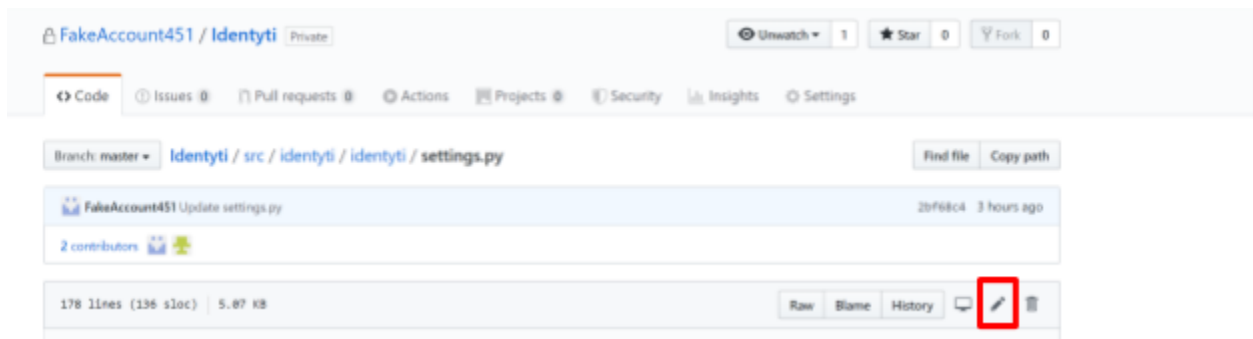 FakeAccount451 / Identyti Private Unwatch 1 Star 0 Fork 0
Code Issues 0 Pull requests 0 Actions Projects 0 Security Insights Settings
Branch: master Identyti / src / identyti / identyti / settings.py Find file Copy path
FakeAccount451 Update settings.py 2bf68c4 3 hours ago
2 contributors
178 lines (136 sloc) 5.07 KB Raw Blame History